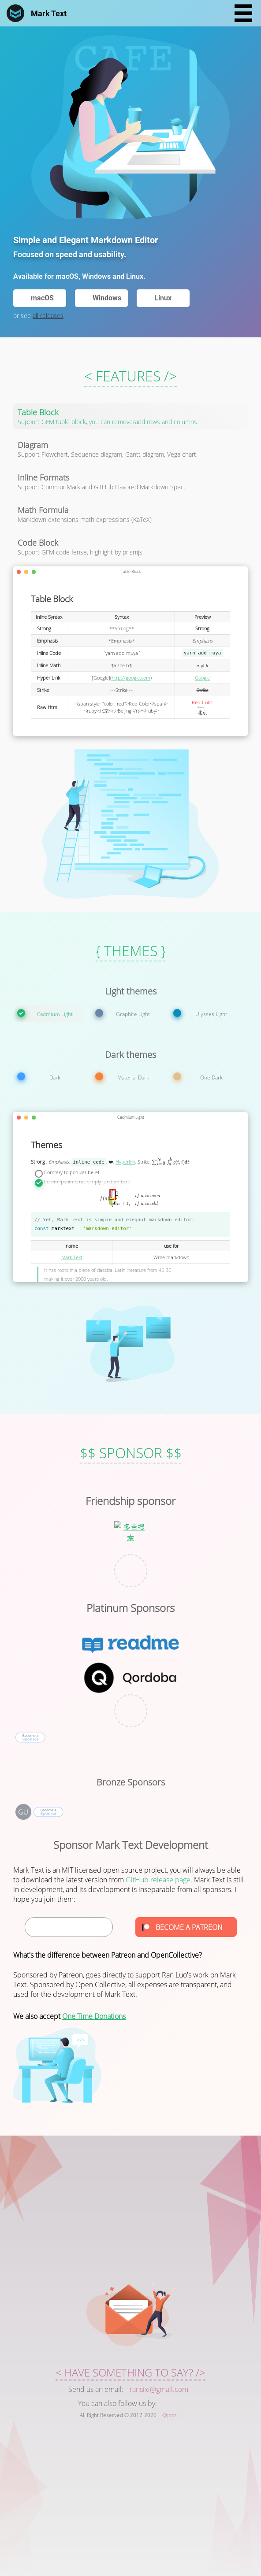 Mark Text
CAFE
Simple and Elegant Markdown Editor
Focused on speed and usability.
Available for macOS, Windows and Linux.
macOS
Windows
Linux
or see all releases
< FEATURES />
Table Block
Support GFM table block, you can remove/add rows and columns.
Diagram
Support Flowchart, Sequence diagram, Gantt diagram, Vega chart.
Inline Formats
Support CommonMark and GitHub Flavored Markdown Spec.
Math Formula
Markdown extensions math expressions (KaTeX)
Code Block
Support GFM code fense, highlight by prismjs.
Table Block
Table Block
Inline Syntax Syntax Preview
Strong **Strong** Strong
Emphasis *Emphasis* Emphasis
Inline Code `yarn add muya` yarn add muya
Inline Math $a \ne b$ a ≠ b
Hyper Link [Google](http://google.com) Google
Strike ~~Strike~~ Strike
Raw Html <span style="color: red">Red Color</span> Red Color
<ruby>北京<rt>Beijing</rt></ruby> 北京
{ THEMES }
Light themes
Cadmium Light
Graphite Light
Ulysses Light
Dark themes
Dark
Material Dark
One Dark
Cadmium Light
Themes
Strong Emphasis inline code ❤ Hyperlink Strike
Contrary to popular belief
Lorem Ipsum is not simply random text
if n is even
if n is odd
// Yeh, Mark Text is simple and elegant markdown editor.
const marktext = 'markdown editor'
name use for
Mark Text Write markdown
It has roots in a piece of classical Latin literature from 45 BC
making it over 2000 years old.
$$ SPONSOR $$
Friendship sponsor
多吉搜索
Platinum Sponsors
readme
Qordoba
Become a
Sponsor
Bronze Sponsors
GU
Become a
Sponsor
Sponsor Mark Text Development
Mark Text is an MIT licensed open source project, you will always be able
to download the latest version from GitHub release page. Mark Text is still
in development, and its development is inseparable from all sponsors. I
hope you join them:
BECOME A PATREON
What's the difference between Patreon and OpenCollective?
Sponsored by Patreon, goes directly to support Ran Luo's work on Mark
Text. Sponsored by Open Collective, all expenses are transparent, and
used for the development of Mark Text.
We also accept One Time Donations
< HAVE SOMETHING TO SAY? />
Send us an email: ransixi@gmail.com
You can also follow us by:
All Right Reserved © 2017-2020 @Jocs